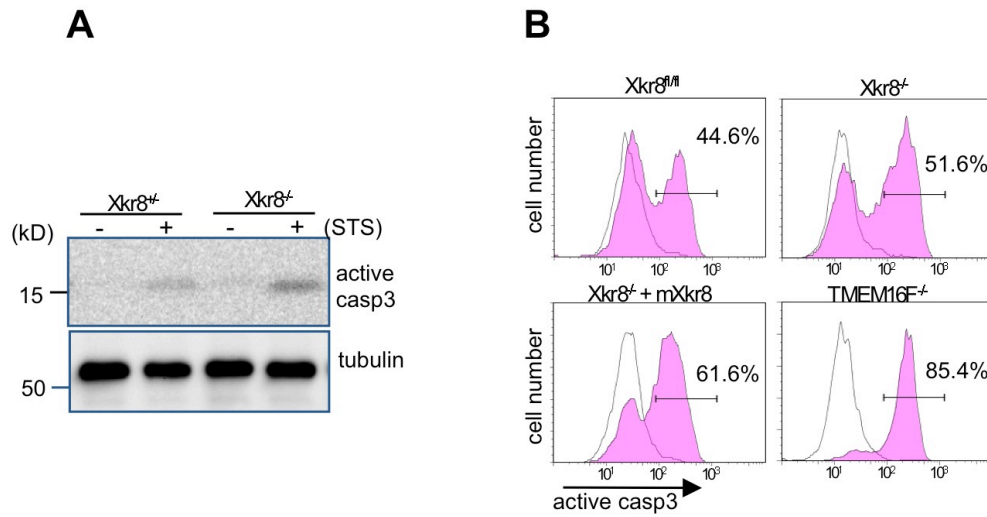 A
Xkr8+/- Xkr8-/-
(kD) - + - + (STS)
15 active
casp3
tubulin
50
B
Xkr8fl/fl
cell number
44.6%
10¹ 10² 10³
Xkr8-/-
51.6%
10¹ 10² 10³
Xkr8-/- + mXkr8
cell number
61.6%
10¹ 10² 10³
TMEM16F-/-
85.4%
10¹ 10² 10³
active casp3